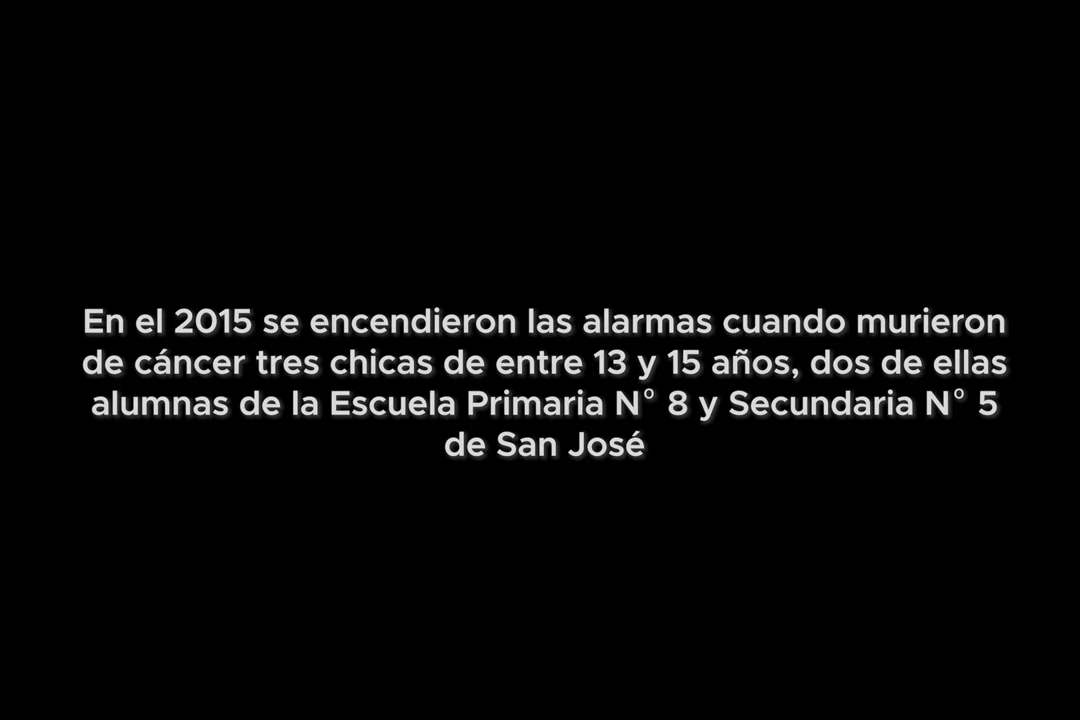 En el 2015 se encendieron las alarmas cuando murieron
de cáncer tres chicas de entre 13 y 15 años, dos de ellas
alumnas de la Escuela Primaria N° 8 y Secundaria N° 5
de San José